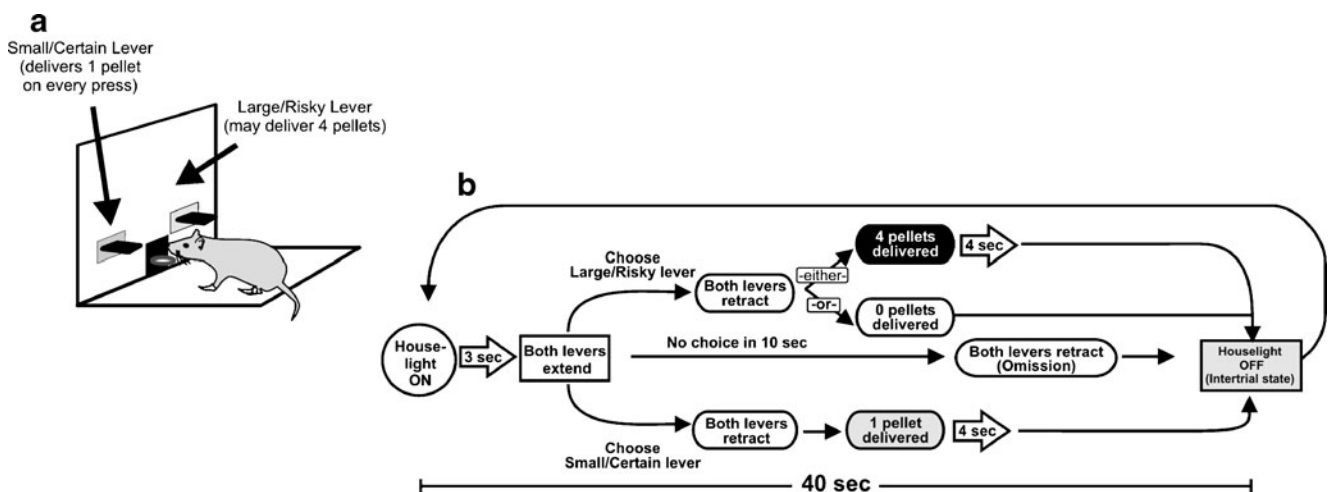 a
Small/Certain Lever
(delivers 1 pellet
on every press)
Large/Risky Lever
(may deliver 4 pellets)
b
Choose
Large/Risky lever
Both levers
retract
-either-
-or-
4 pellets
delivered
4 sec
0 pellets
delivered
House-
light
ON
3 sec
Both levers
extend
No choice in 10 sec
Both levers retract
(Omission)
Houselight
OFF
(Intertrial state)
Choose
Small/Certain lever
Both levers
retract
1 pellet
delivered
4 sec
40 sec